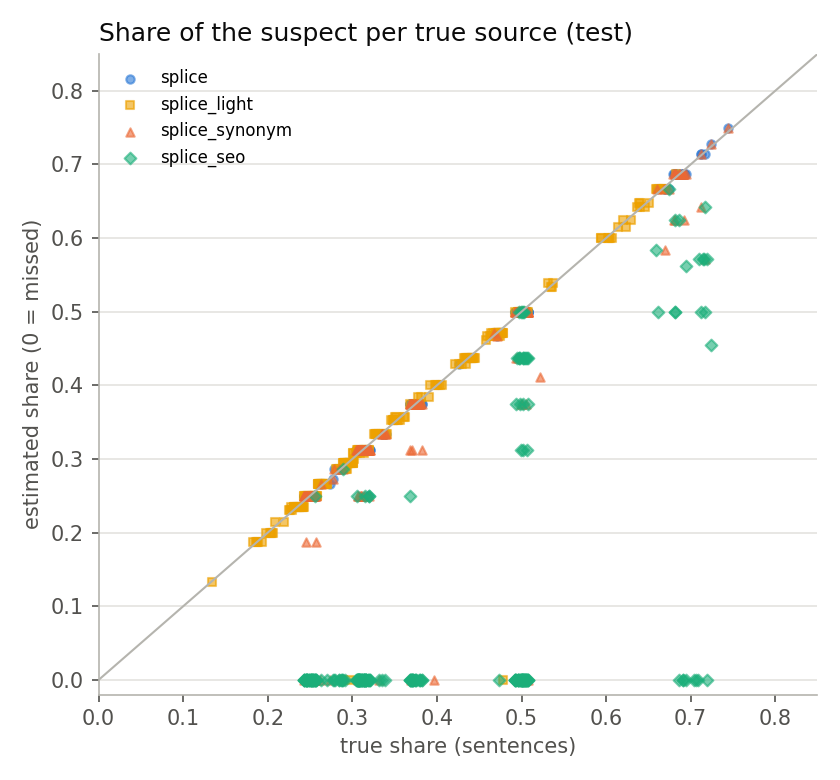 Share of the suspect per true source (test)
splice
splice_light
splice_synonym
splice_seo
estimated share (0 = missed)
0.8
0.7
0.6
0.5
0.4
0.3
0.2
0.1
0.0
0.0 0.1 0.2 0.3 0.4 0.5 0.6 0.7 0.8
true share (sentences)